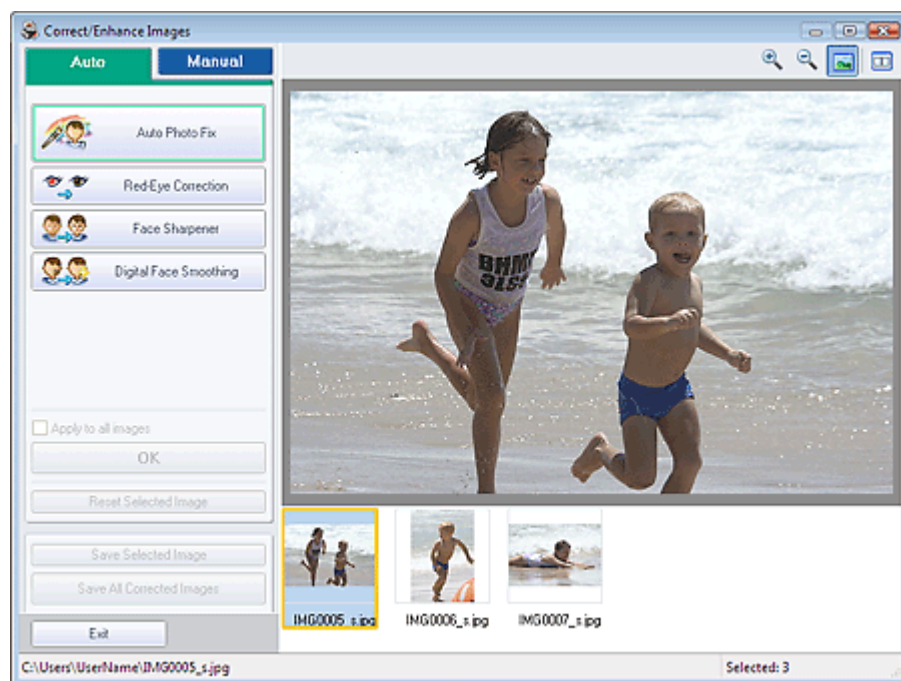 Correct/Enhance Images
Auto
Manual
Auto Photo Fix
Red-Eye Correction
Face Sharpener
Digital Face Smoothing
Apply to all images
OK
Reset Selected Image
Save Selected Image
Save All Corrected Images
Exit
IMG0005_s.jpg
IMG0006_s.jpg
IMG0007_s.jpg
C:\Users\UserName\IMG0005_s.jpg
Selected: 3